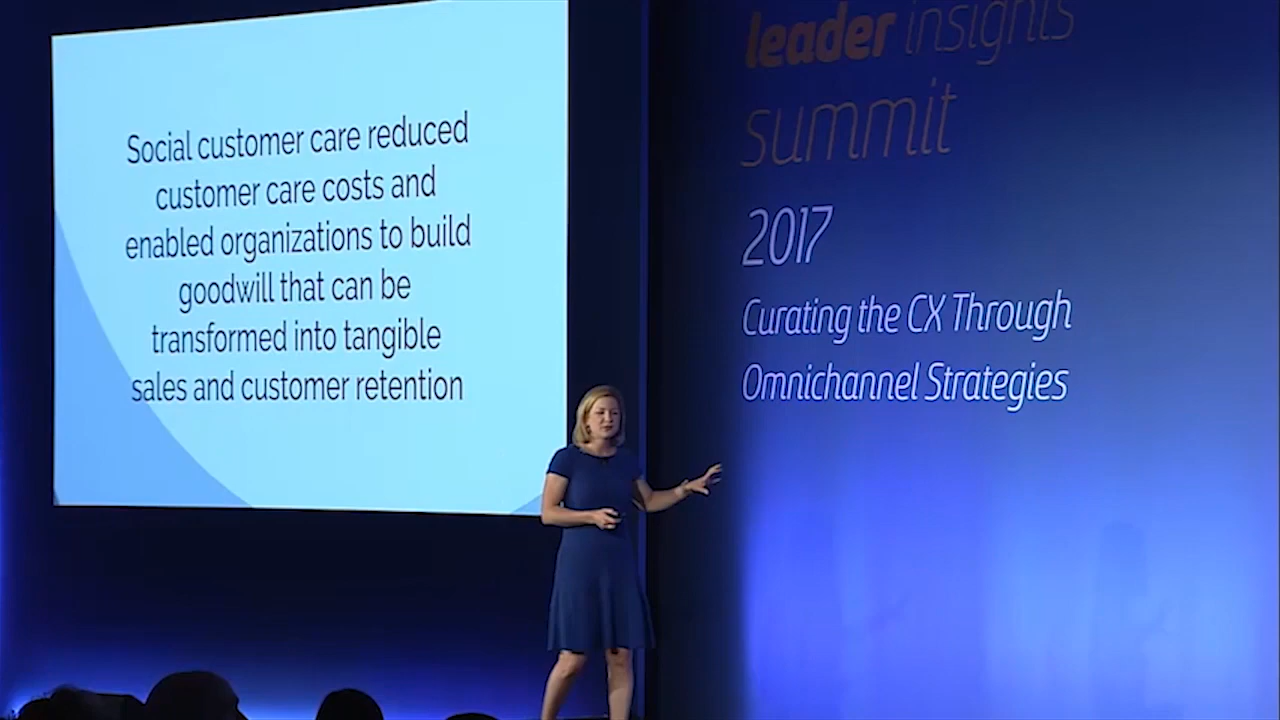 Social customer care reduced
customer care costs and
enabled organizations to build
goodwill that can be
transformed into tangible
sales and customer retention
leader insights
summit
2017
Curating the CX Through
Omnichannel Strategies